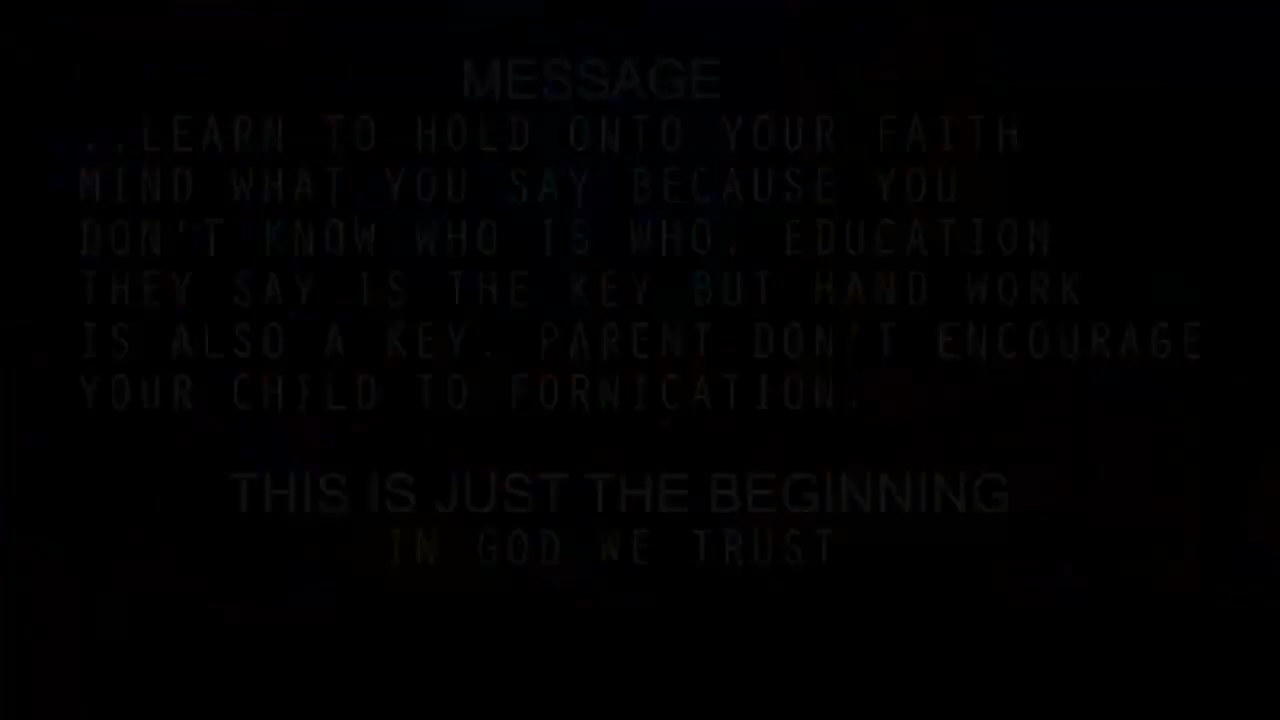 MESSAGE
..LEARN TO HOLD ONTO YOUR FAITH
MIND WHAT YOU SAY BECAUSE YOU
DON'T KNOW WHO IS WHO. EDUCATION
THEY SAY IS THE KEY BUT HAND WORK
IS ALSO A KEY. PARENT DON'T ENCOURAGE
YOUR CHILD TO FORNICATION.
THIS IS JUST THE BEGINNING
IN GOD WE TRUST